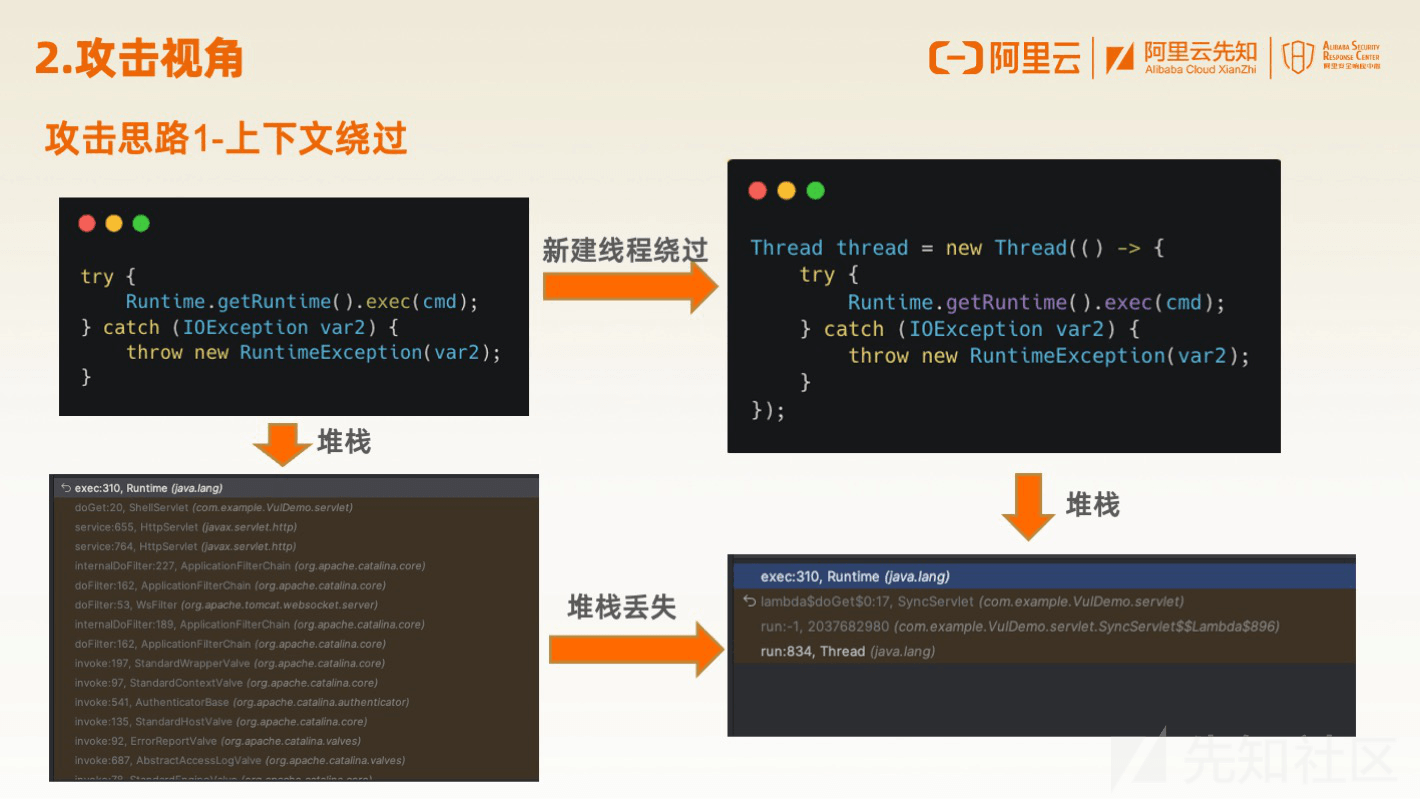 2.攻击视角
阿里云
阿里云先知
Alibaba Cloud XianZhi
ALIBABA SECURITY
RESPONSE CENTER
阿里安全响应中心
攻击思路1-上下文绕过
try {
Runtime.getRuntime().exec(cmd);
} catch (IOException var2) {
throw new RuntimeException(var2);
}
新建线程绕过
Thread thread = new Thread(() -> {
try {
Runtime.getRuntime().exec(cmd);
} catch (IOException var2) {
throw new RuntimeException(var2);
}
});
堆栈
exec:310, Runtime (java.lang)
doGet:20, ShellServlet (com.example.VulDemo.servlet)
service:655, HttpServlet (javax.servlet.http)
service:764, HttpServlet (javax.servlet.http)
internalDoFilter:227, ApplicationFilterChain (org.apache.catalina.core)
doFilter:162, ApplicationFilterChain (org.apache.catalina.core)
doFilter:53, WsFilter (org.apache.tomcat.websocket.server)
internalDoFilter:189, ApplicationFilterChain (org.apache.catalina.core)
doFilter:162, ApplicationFilterChain (org.apache.catalina.core)
invoke:197, StandardWrapperValve (org.apache.catalina.core)
invoke:97, StandardContextValve (org.apache.catalina.core)
invoke:541, AuthenticatorBase (org.apache.catalina.authenticator)
invoke:135, StandardHostValve (org.apache.catalina.core)
invoke:92, ErrorReportValve (org.apache.catalina.valves)
invoke:687, AbstractAccessLogValve (org.apache.catalina.valves)
invoke:78, StandardEngineValve (org.apache.catalina.core)
堆栈丢失
堆栈
exec:310, Runtime (java.lang)
lambda$doGet$0:17, SyncServlet (com.example.VulDemo.servlet)
run:-1, 2037682980 (com.example.VulDemo.servlet.SyncServlet$$Lambda$896)
run:834, Thread (java.lang)
先知社区